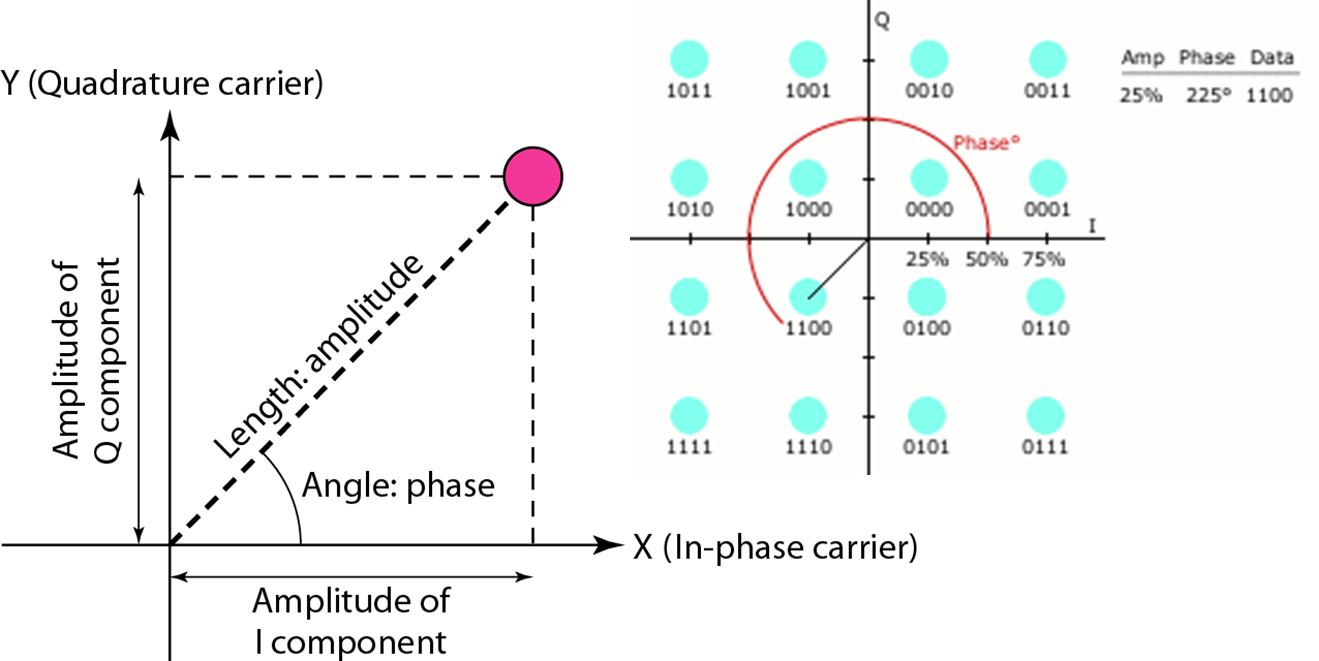 Y (Quadrature carrier)
Amplitude of
Q component
Length: amplitude
Angle: phase
X (In-phase carrier)
Amplitude of
I component
Q
1011 1001 0010 0011
Phase°
1010 1000 0000 0001
I
25% 50% 75%
1101 1100 0100 0110
1111 1110 0101 0111
Amp Phase Data
25% 225° 1100